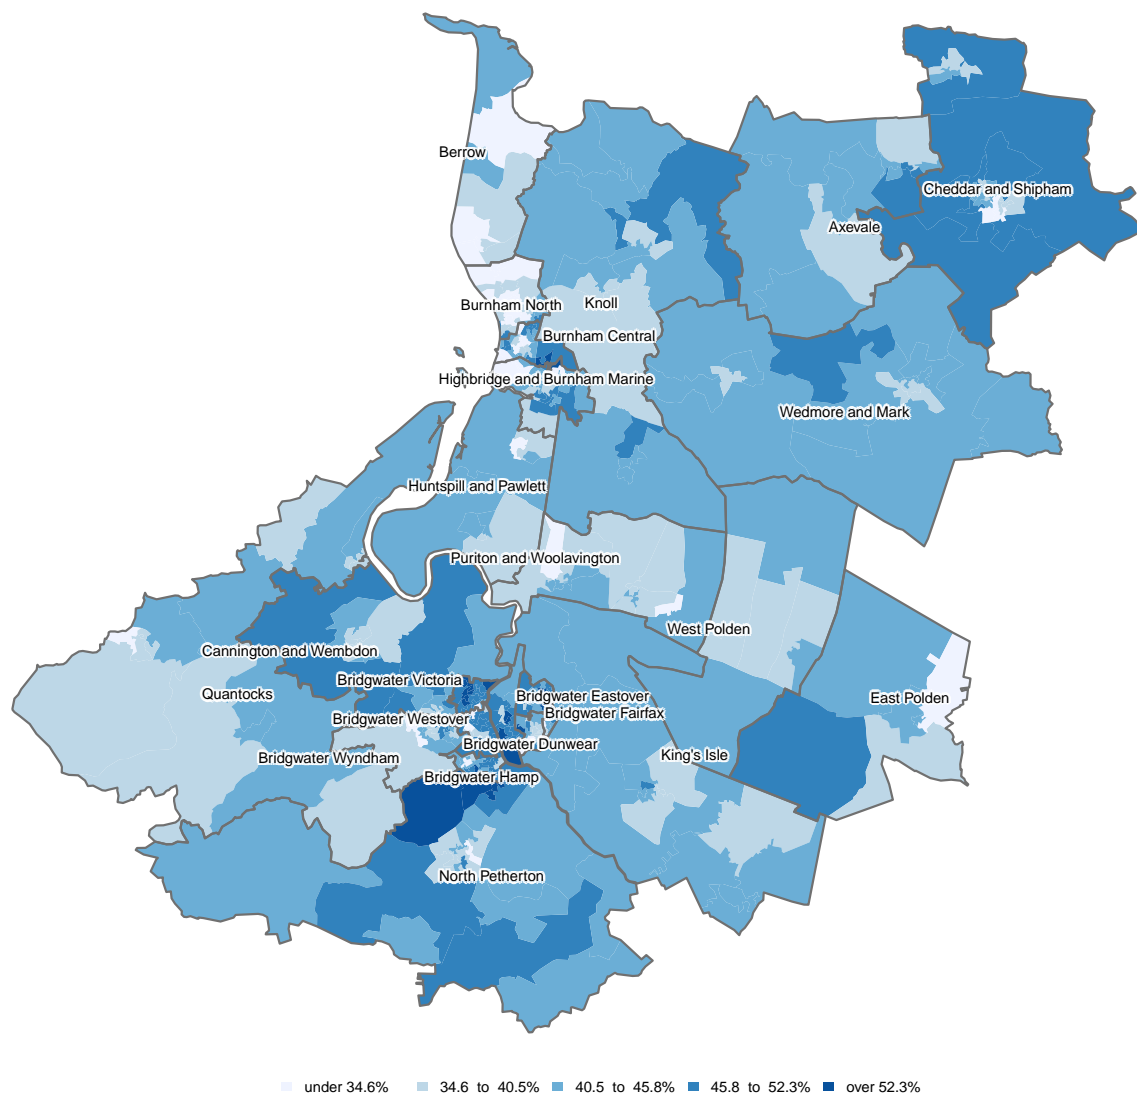 Berrow
Cheddar and Shipham
Axevale
Burnham North
Knoll
Burnham Central
Highbridge and Burnham Marine
Wedmore and Mark
Huntspill and Pawlett
Puriton and Woolavington
West Polden
Cannington and Wembdon
Bridgwater Victoria
Quantocks
Bridgwater Eastover
East Polden
Bridgwater Fairfax
Bridgwater Westover
Bridgwater Dunwear
King's Isle
Bridgwater Wyndham
Bridgwater Hamp
North Petherton
under 34.6% 34.6 to 40.5% 40.5 to 45.8% 45.8 to 52.3% over 52.3%